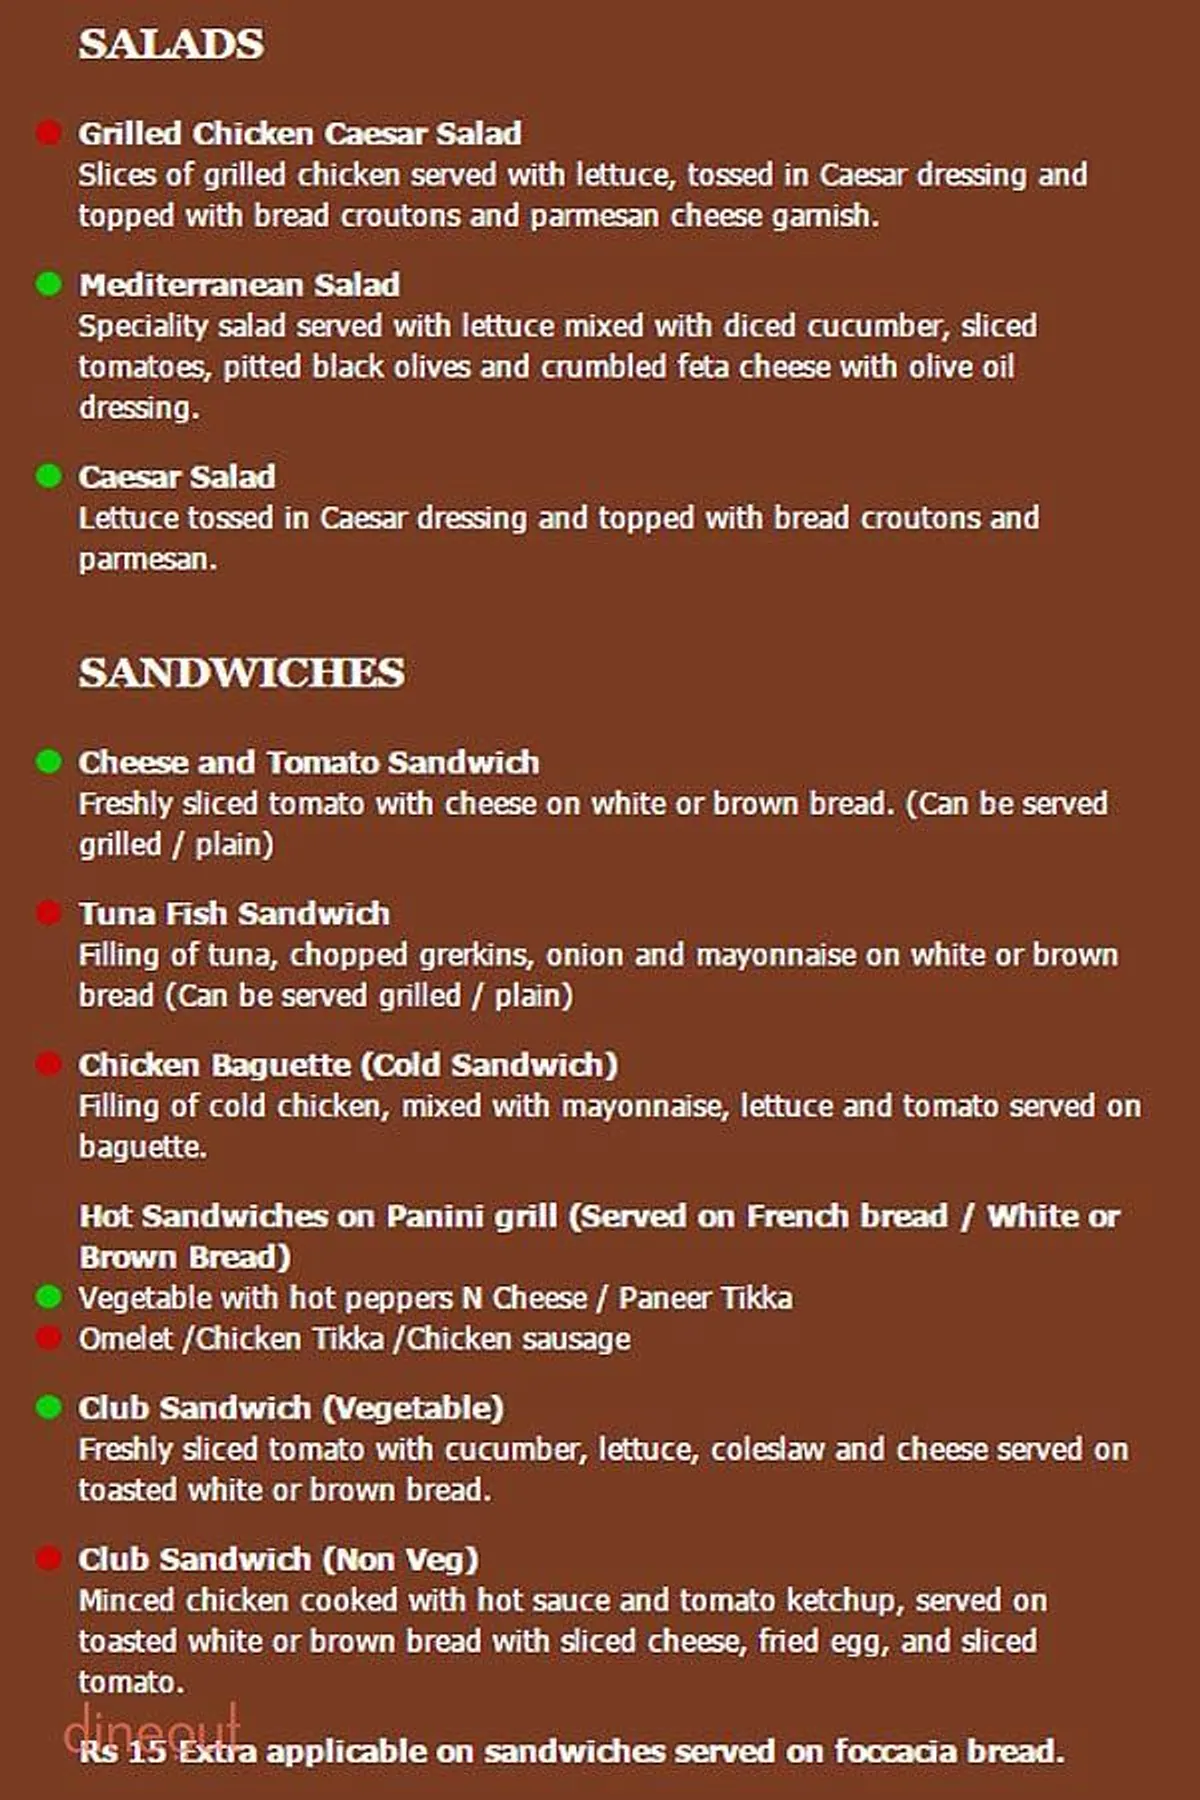 SALADS
Grilled Chicken Caesar Salad
Slices of grilled chicken served with lettuce, tossed in Caesar dressing and
topped with bread croutons and parmesan cheese garnish.
Mediterranean Salad
Speciality salad served with lettuce mixed with diced cucumber, sliced
tomatoes, pitted black olives and crumbled feta cheese with olive oil
dressing.
Caesar Salad
Lettuce tossed in Caesar dressing and topped with bread croutons and
parmesan.
SANDWICHES
Cheese and Tomato Sandwich
Freshly sliced tomato with cheese on white or brown bread. (Can be served
grilled / plain)
Tuna Fish Sandwich
Filling of tuna, chopped grerkins, onion and mayonnaise on white or brown
bread (Can be served grilled / plain)
Chicken Baguette (Cold Sandwich)
Filling of cold chicken, mixed with mayonnaise, lettuce and tomato served on
baguette.
Hot Sandwiches on Panini grill (Served on French bread / White or
Brown Bread)
Vegetable with hot peppers N Cheese / Paneer Tikka
Omelet /Chicken Tikka /Chicken sausage
Club Sandwich (Vegetable)
Freshly sliced tomato with cucumber, lettuce, coleslaw and cheese served on
toasted white or brown bread.
Club Sandwich (Non Veg)
Minced chicken cooked with hot sauce and tomato ketchup, served on
toasted white or brown bread with sliced cheese, fried egg, and sliced
tomato.
dineout
Rs 15 Extra applicable on sandwiches served on foccacia bread.